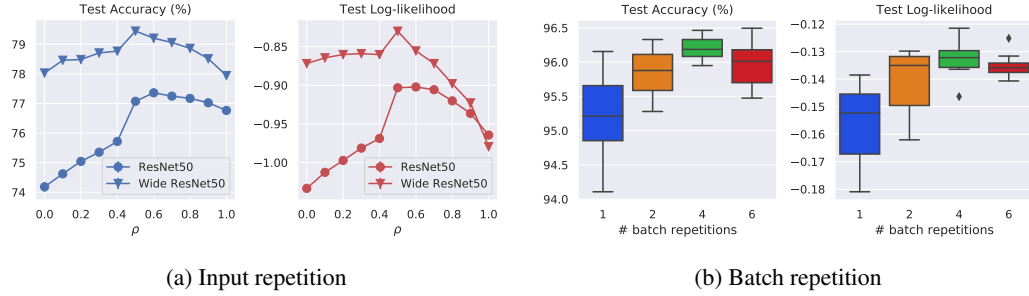 Test Accuracy (%)
79
78
77
76
75
74
0.0 0.2 0.4 0.6 0.8 1.0
ρ
ResNet50
Wide ResNet50
Test Log-likelihood
−0.85
−0.90
−0.95
−1.00
0.0 0.2 0.4 0.6 0.8 1.0
ρ
ResNet50
Wide ResNet50
(a) Input repetition
Test Accuracy (%)
96.5
96.0
95.5
95.0
94.5
94.0
1 2 4 6
# batch repetitions
Test Log-likelihood
−0.12
−0.13
−0.14
−0.15
−0.16
−0.17
−0.18
1 2 4 6
# batch repetitions
(b) Batch repetition